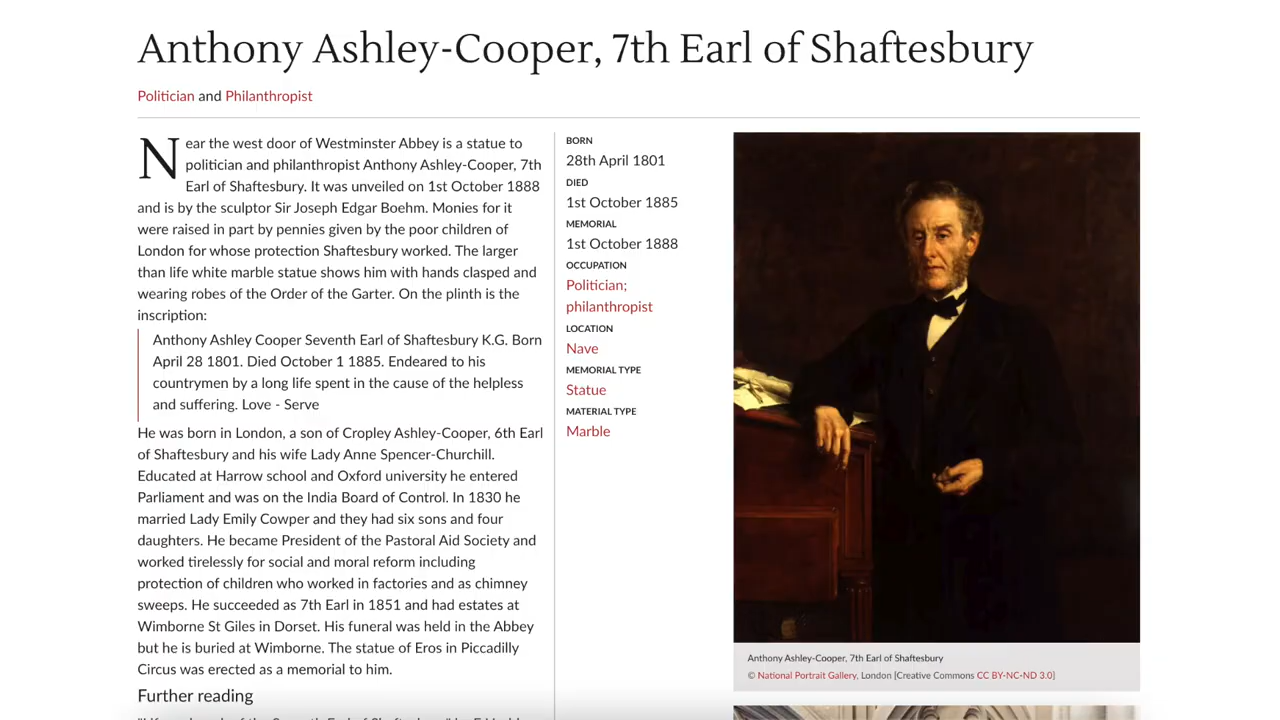 Anthony Ashley-Cooper, 7th Earl of Shaftesbury
Politician and Philanthropist
Near the west door of Westminster Abbey is a statue to
politician and philanthropist Anthony Ashley-Cooper, 7th
Earl of Shaftesbury. It was unveiled on 1st October 1888
and is by the sculptor Sir Joseph Edgar Boehm. Monies for it
were raised in part by pennies given by the poor children of
London for whose protection Shaftesbury worked. The larger
than life white marble statue shows him with hands clasped and
wearing robes of the Order of the Garter. On the plinth is the
inscription:
Anthony Ashley Cooper Seventh Earl of Shaftesbury K.G. Born
April 28 1801. Died October 1 1885. Endeared to his
countrymen by a long life spent in the cause of the helpless
and suffering. Love - Serve
He was born in London, a son of Cropley Ashley-Cooper, 6th Earl
of Shaftesbury and his wife Lady Anne Spencer-Churchill.
Educated at Harrow school and Oxford university he entered
Parliament and was on the India Board of Control. In 1830 he
married Lady Emily Cowper and they had six sons and four
daughters. He became President of the Pastoral Aid Society and
worked tirelessly for social and moral reform including
protection of children who worked in factories and as chimney
sweeps. He succeeded as 7th Earl in 1851 and had estates at
Wimborne St Giles in Dorset. His funeral was held in the Abbey
but he is buried at Wimborne. The statue of Eros in Piccadilly
Circus was erected as a memorial to him.
Further reading
BORN
28th April 1801
DIED
1st October 1885
MEMORIAL
1st October 1888
OCCUPATION
Politician;
philanthropist
LOCATION
Nave
MEMORIAL TYPE
Statue
MATERIAL TYPE
Marble
Anthony Ashley-Cooper, 7th Earl of Shaftesbury
© National Portrait Gallery, London [Creative Commons CC BY-NC-ND 3.0]